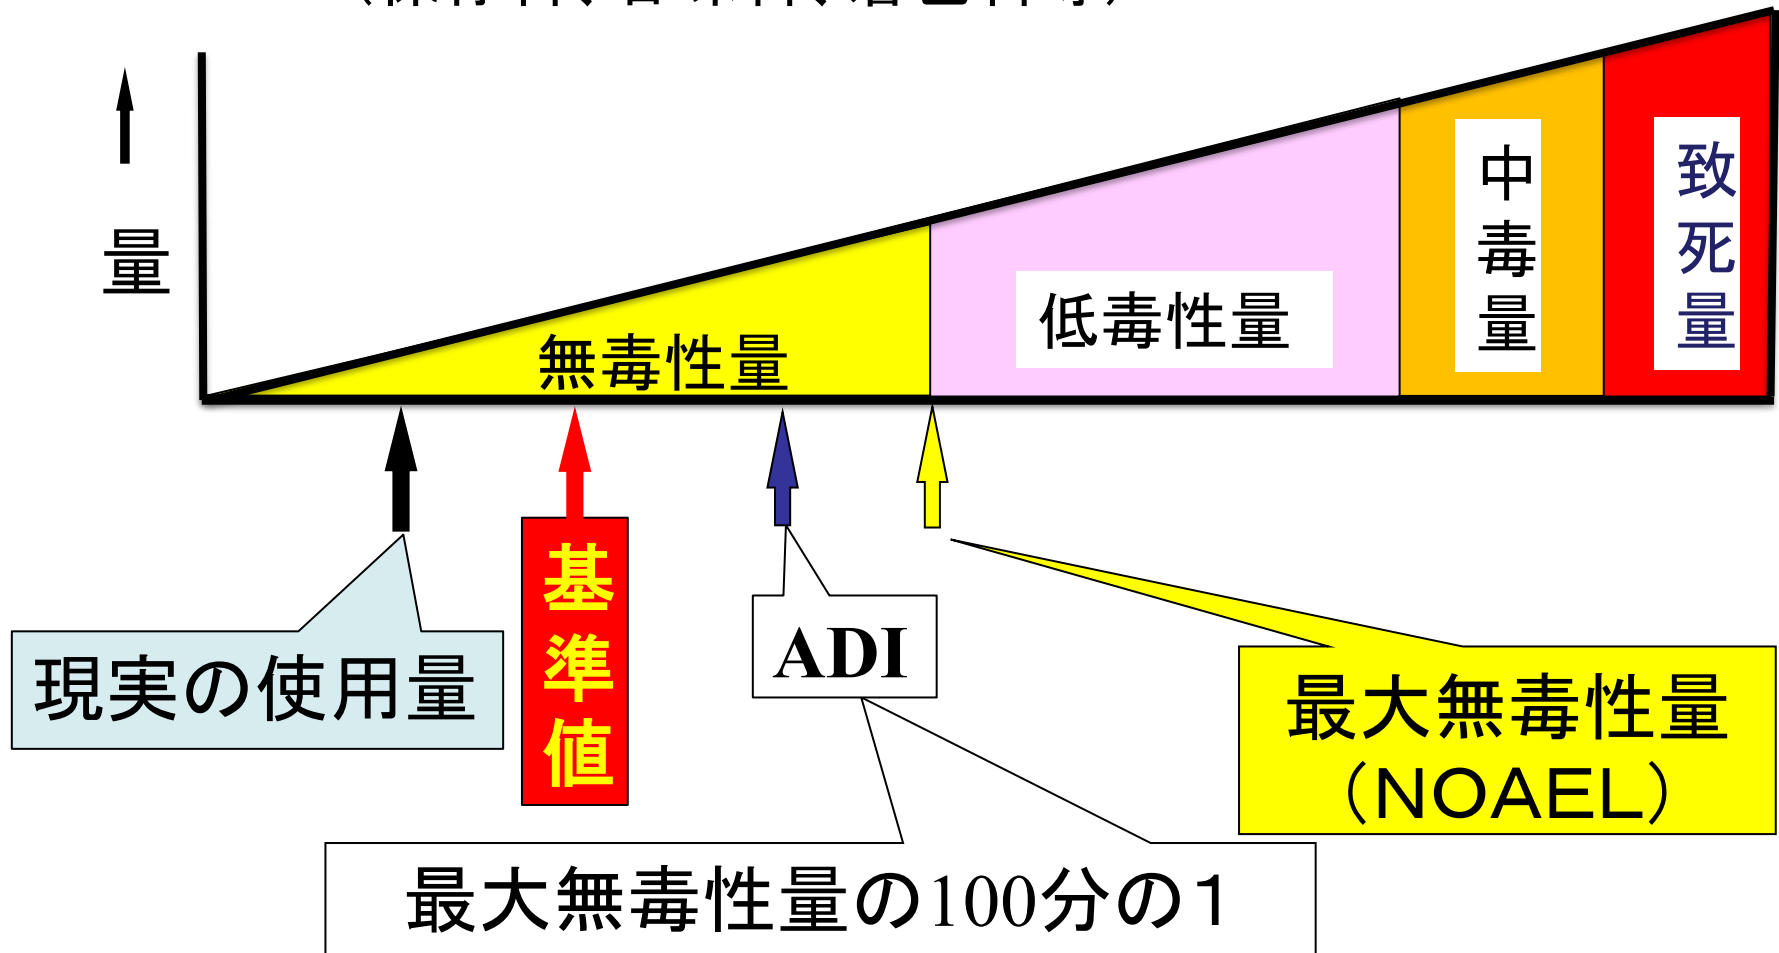 量
無毒性量
低毒性量
中毒量
致死量
現実の使用量
基準値
ADI
最大無毒性量
（NOAEL）
最大無毒性量の100分の1